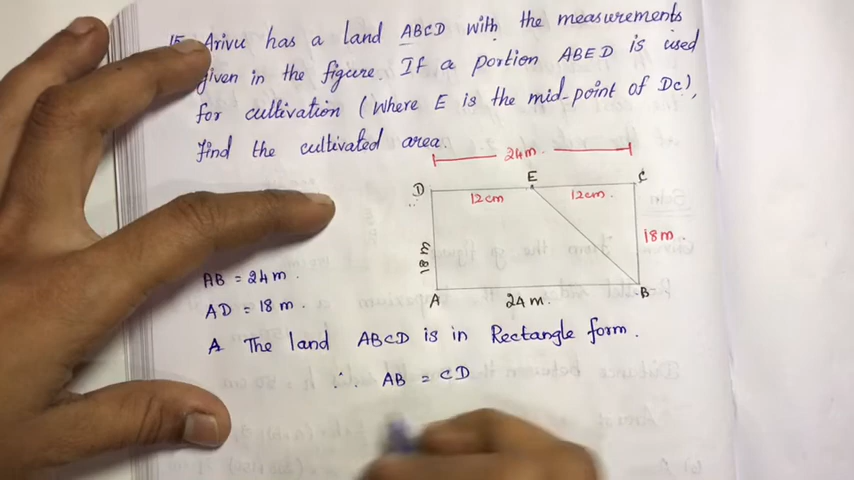 15. Arivu has a land ABCD with the measurements
given in the figure. If a portion ABED is used
for cultivation (where E is the mid-point of DC),
find the cultivated area.
24m
D E C
12cm 12cm
18m 18m
A 24m. B
AB = 24m.
AD = 18m.
A The land ABCD is in Rectangle form.
∴ AB = CD